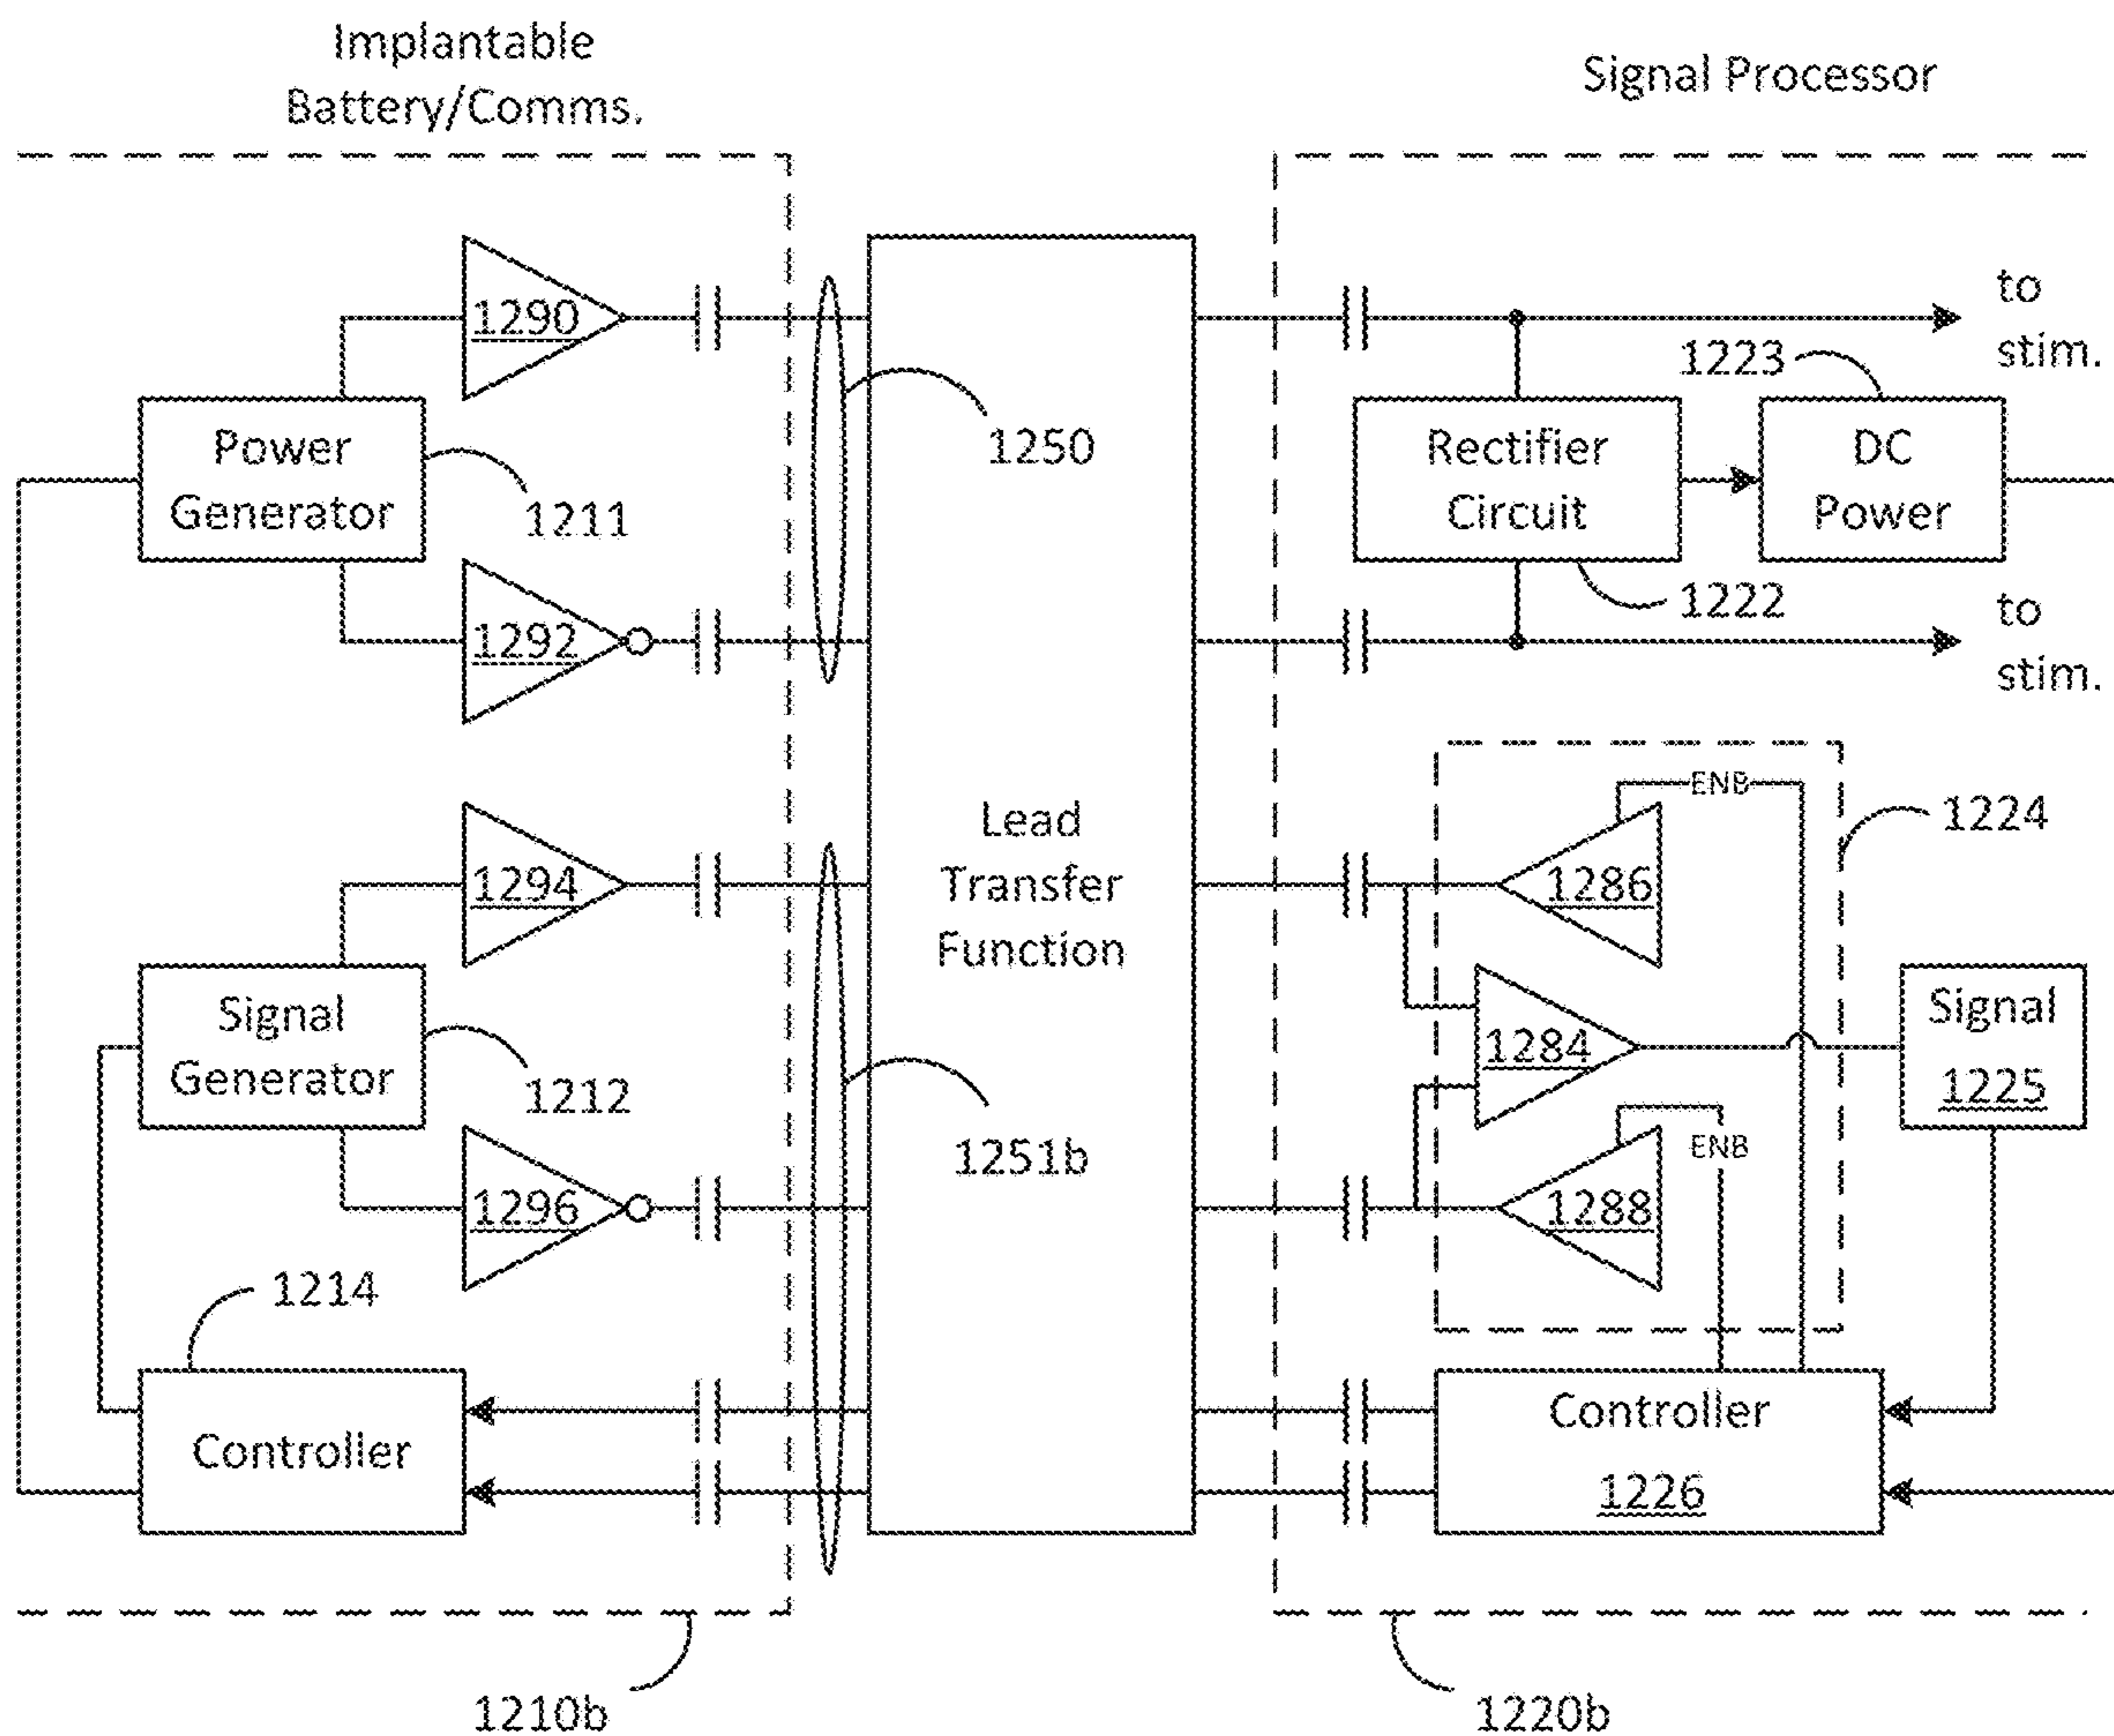 Implantable
Battery/Comms.
Signal Processor
1290
to
stim.
1223
Power
Generator
1211
1250
Rectifier
Circuit
DC
Power
1222
1292
to
stim.
ENB
1224
1294
Lead
Transfer
Function
1286
Signal
Generator
1212
1284
Signal
1225
1251b
ENB
1296
1288
1214
Controller
Controller
1226
1210b
1220b